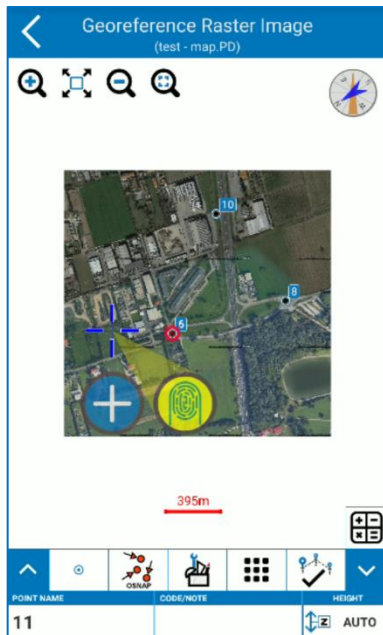 Georeference Raster Image
(test - map.PD)
10
8
6
395m
OSNAP
POINT NAME CODE/NOTE HEIGHT
11 Z AUTO